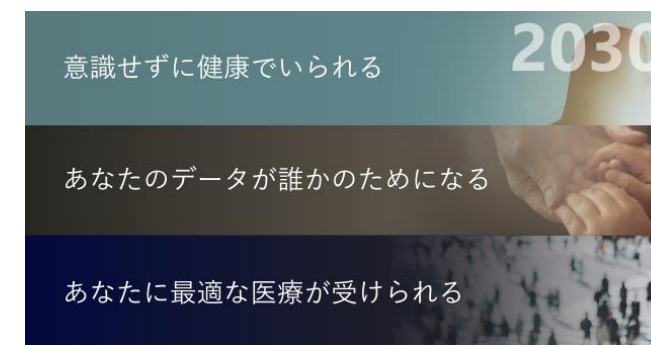 2030
意識せずに健康でいられる
あなたのデータが誰かのためになる
あなたに最適な医療が受けられる